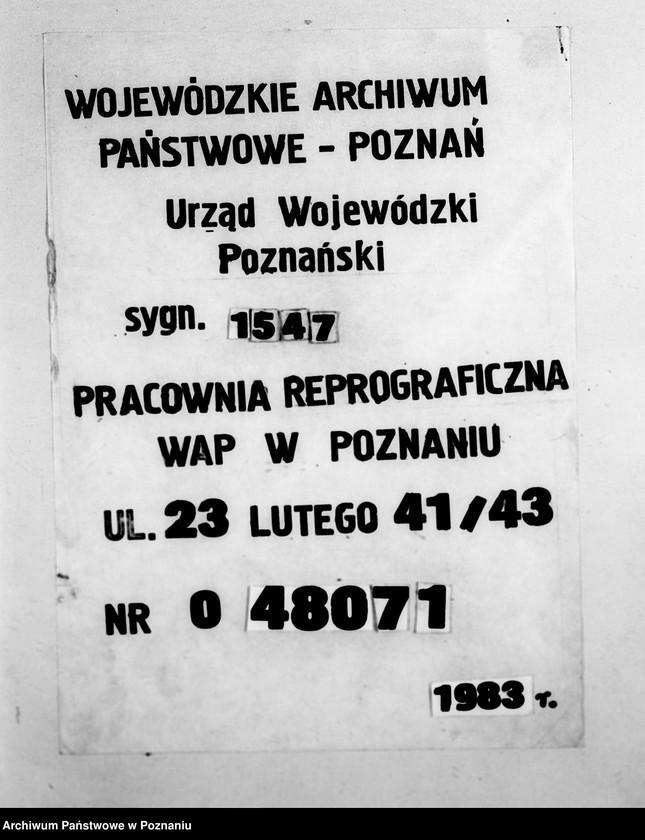 WOJEWÓDZKIE ARCHIWUM
PAŃSTWOWE - POZNAŃ
Urząd Wojewódzki
Poznański
sygn. 1547
PRACOWNIA REPROGRAFICZNA
WAP W POZNANIU
UL. 23 LUTEGO 41/43
NR 0 48071
1983 r.
Archiwum Państwowe w Poznaniu